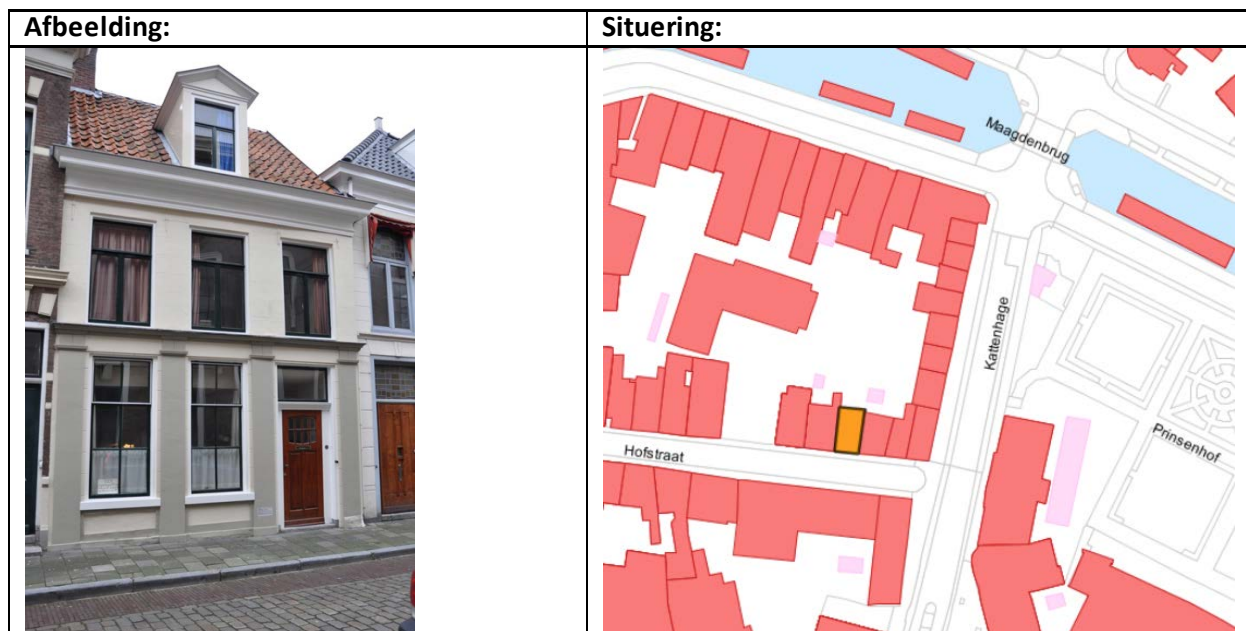 Afbeelding:
Situering:
Maagdenbrug
Kattenhage
Prinsenhof
Hofstraat